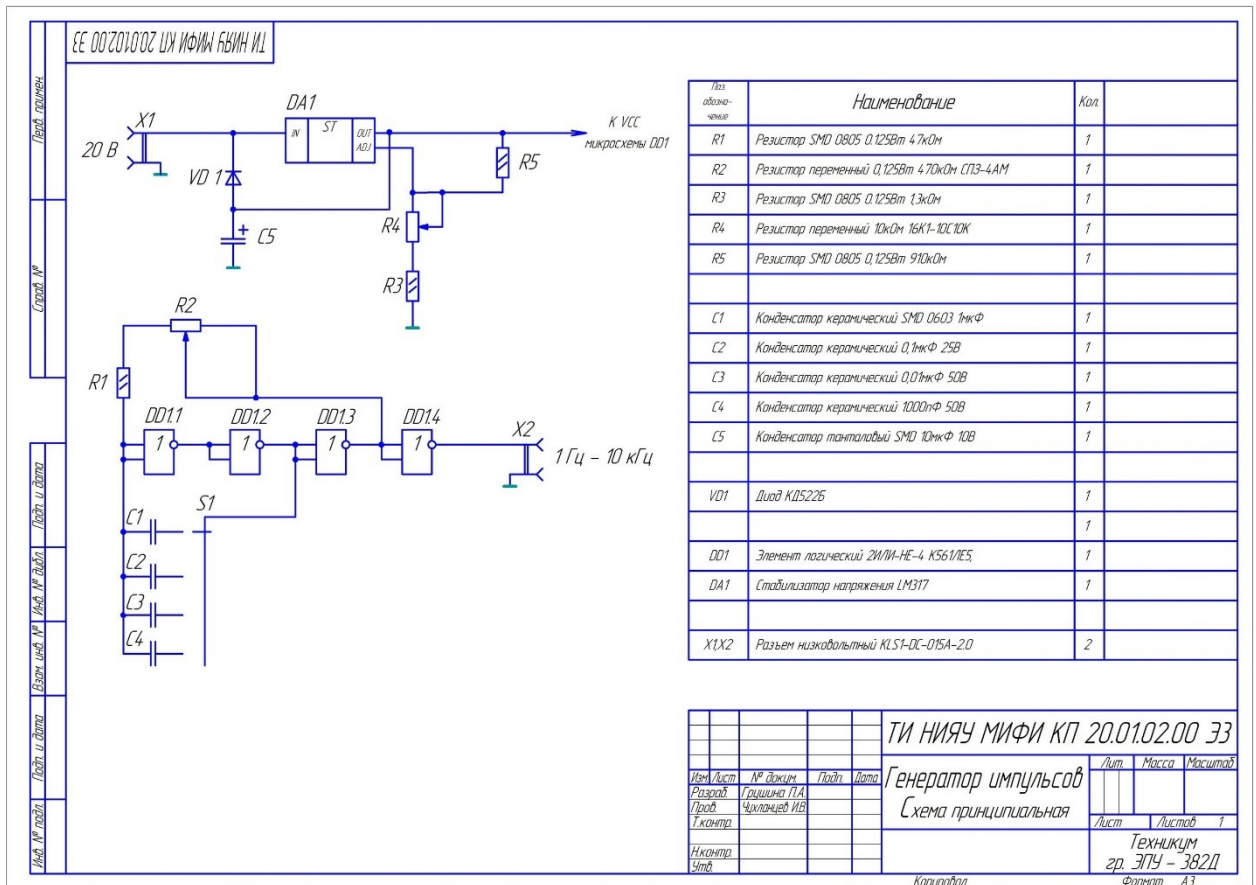 ТИ НИЯУ МИФИ КП 20.01.02.00 ЭЗ
Перв. примен.
Справ. №
Подп. и дата
Инв. № дубл.
Взам. инв. №
Подп. и дата
Инв. № подл.
X1
20 В
DA1
IN
ST
OUT
ADJ
К VCC
микросхемы DD1
VD 1
R5
C5
R4
R3
R2
R1
DD1.1
DD1.2
DD1.3
DD1.4
1
1
1
1
X2
1 Гц – 10 кГц
S1
C1
C2
C3
C4
Поз. обозна-чение Наименование Кол.
R1 Резистор SMD 0805 0.125Вт 47кОм 1
R2 Резистор переменный 0,125Вт 470кОм СП3-4АМ 1
R3 Резистор SMD 0805 0.125Вт 1,3кОм 1
R4 Резистор переменный 10кОм 16К1-10С10К 1
R5 Резистор SMD 0805 0,125Вт 910кОм 1
C1 Конденсатор керамический SMD 0603 1мкФ 1
C2 Конденсатор керамический 0,1мкФ 25В 1
C3 Конденсатор керамический 0,01мкФ 50В 1
C4 Конденсатор керамический 1000пФ 50В 1
C5 Конденсатор танталовый SMD 10мкФ 10В 1
VD1 Диод КД522Б 1
1
DD1 Элемент логический 2ИЛИ-НЕ-4 К561ЛЕ5, 1
DA1 Стабилизатор напряжения LM317 1
X1,X2 Разъем низковольтный KLS1-DC-015A-2.0 2
ТИ НИЯУ МИФИ КП 20.01.02.00 ЭЗ
Изм. Лист № докум. Подп. Дата
Разраб. Грушина П.А.
Пров. Чухланцев И.В.
Т.контр.
Н.контр.
Утв.
Генератор импульсов
Схема принципиальная
Лит. Масса Масштаб
Лист Листов 1
Техникум
гр. ЭПУ – 382Д
Копировал Формат А3